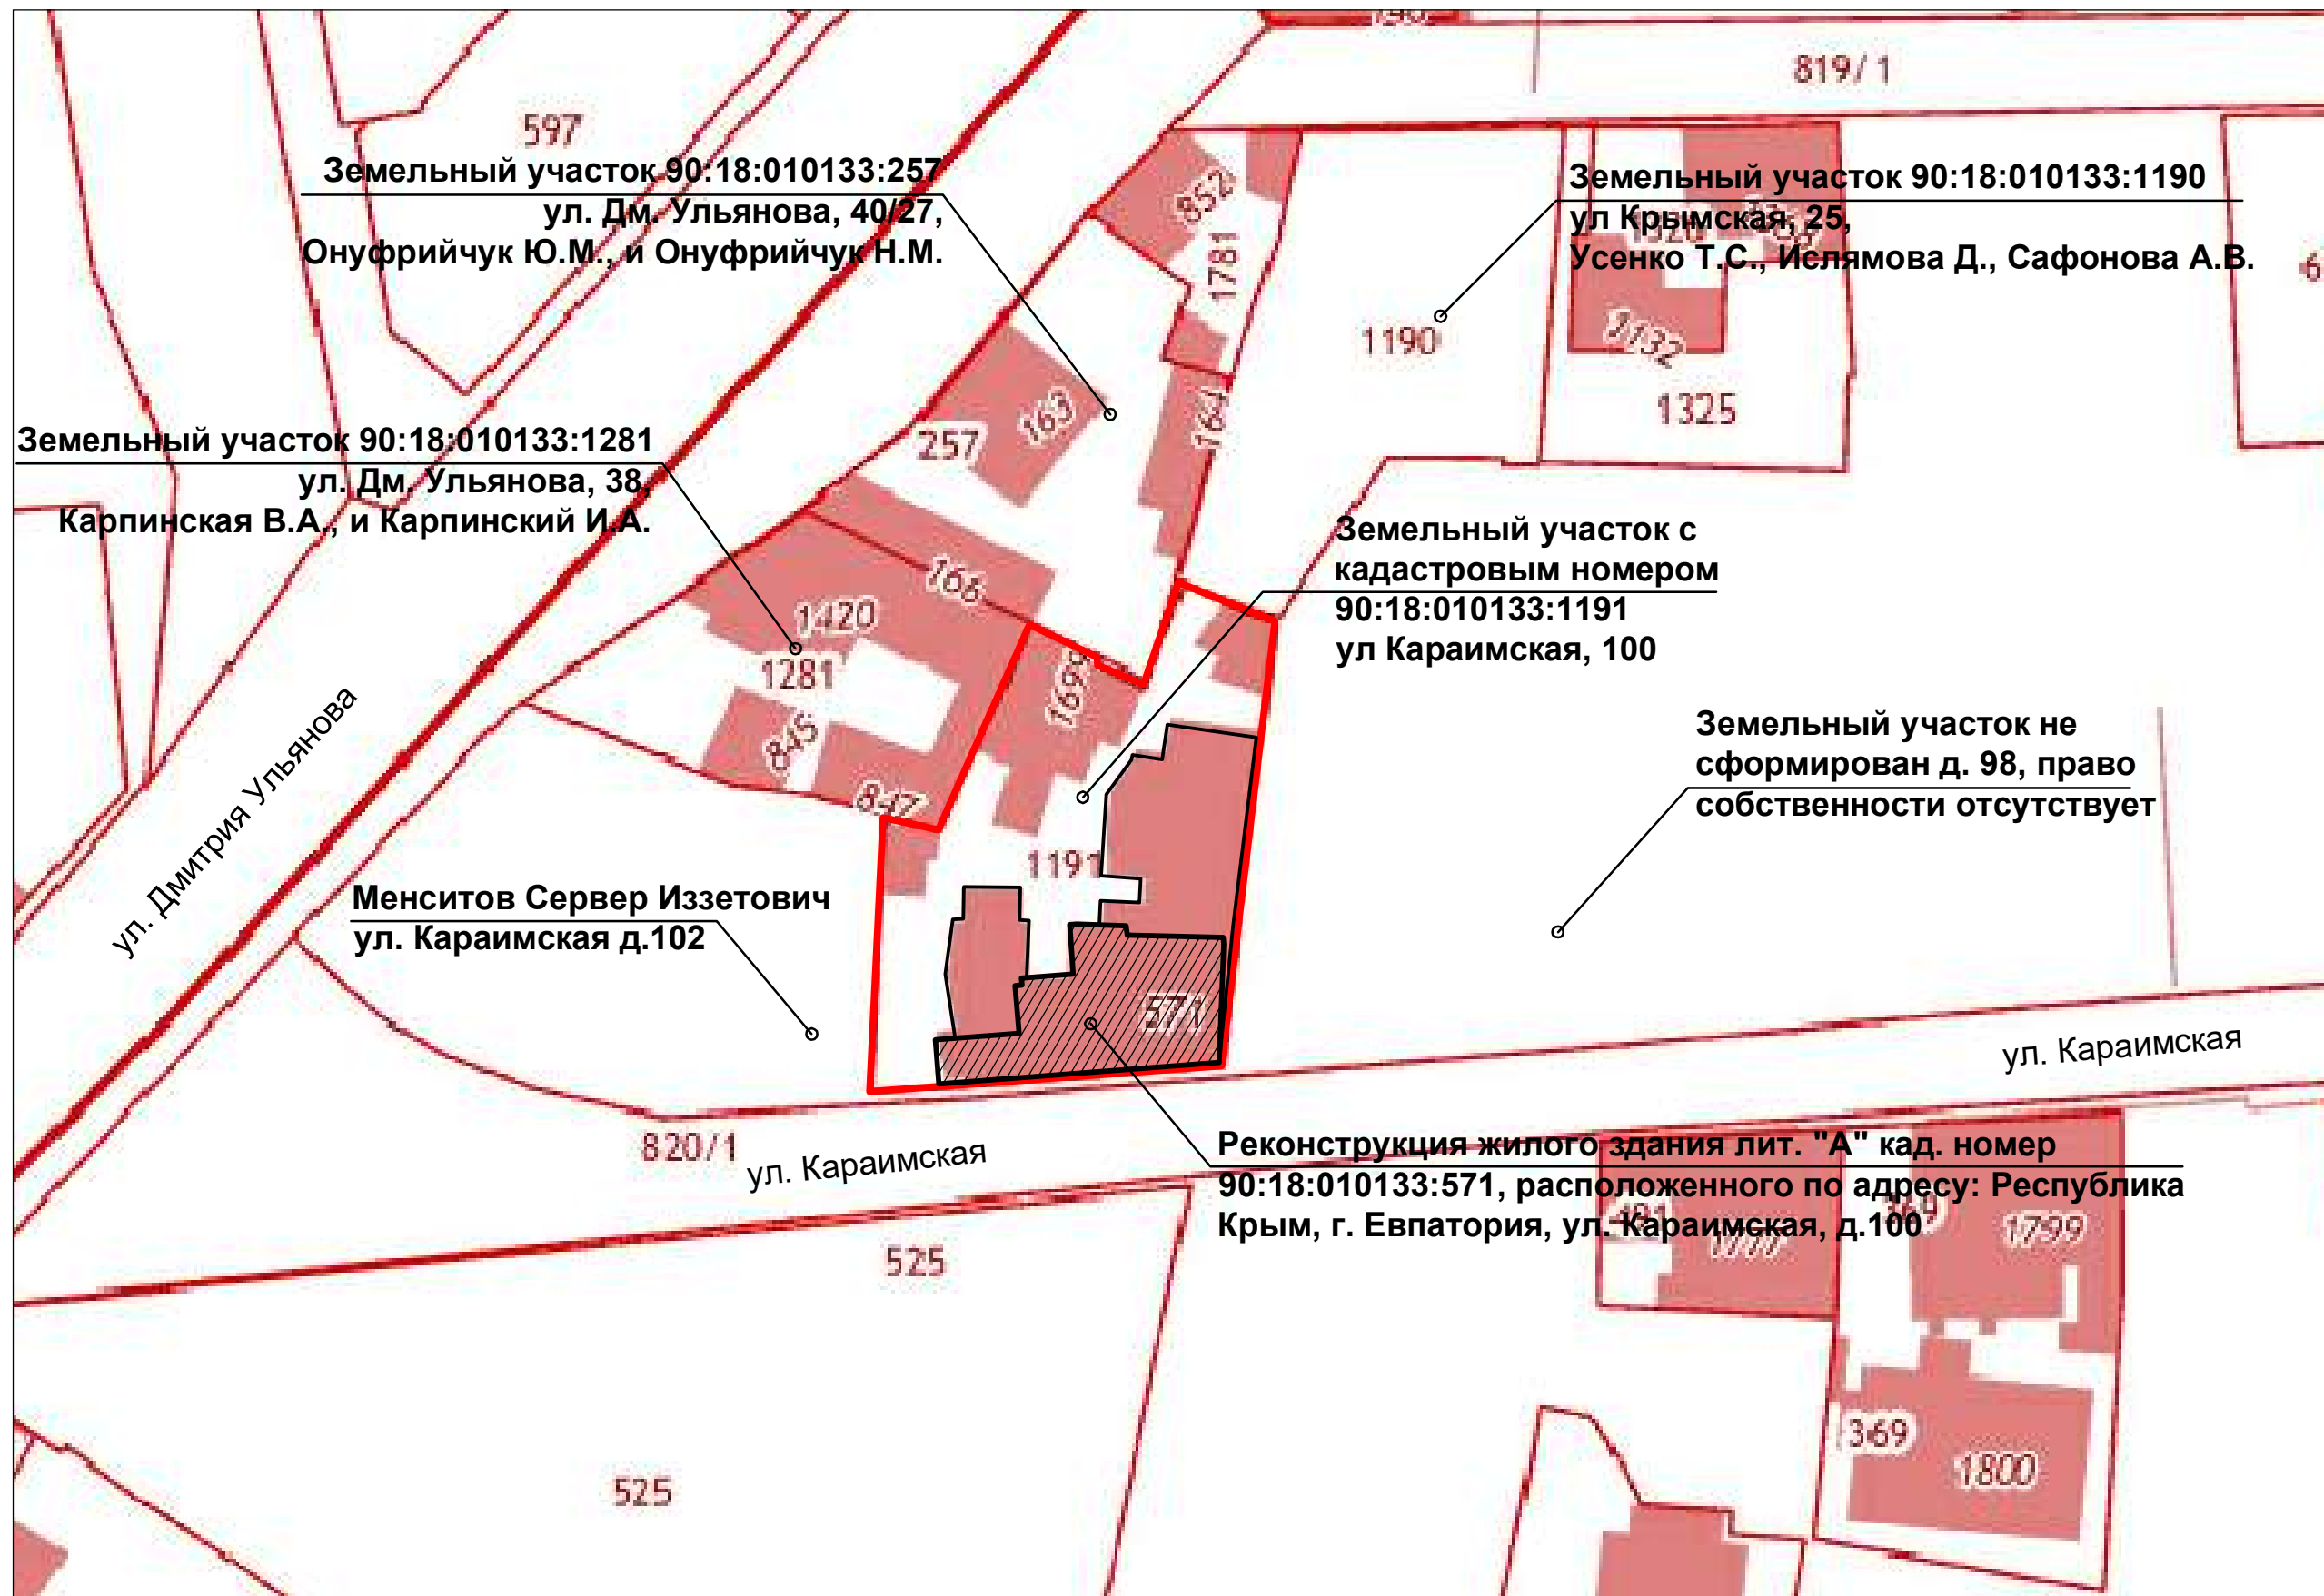 819/1
597
Земельный участок 90:18:010133:257
ул. Дм. Ульянова, 40/27,
Онуфрийчук Ю.М., и Онуфрийчук Н.М.
852
1781
Земельный участок 90:18:010133:1190
ул Крымская, 25,
Усенко Т.С., Ислямова Д., Сафонова А.В.
1190
1132
1325
163
164
257
Земельный участок 90:18:010133:1281
ул. Дм. Ульянова, 38,
Карпинская В.А., и Карпинский И.А.
Земельный участок с
кадастровым номером
90:18:010133:1191
ул Караимская, 100
166
1420
1281
1699
845
847
Земельный участок не
сформирован д. 98, право
собственности отсутствует
ул. Дмитрия Ульянова
1191
Менситов Сервер Иззетович
ул. Караимская д.102
571
ул. Караимская
820/1
ул. Караимская
Реконструкция жилого здания лит. "А" кад. номер
90:18:010133:571, расположенного по адресу: Республика
Крым, г. Евпатория, ул. Караимская, д.100
1777
1799
525
369
1800
525